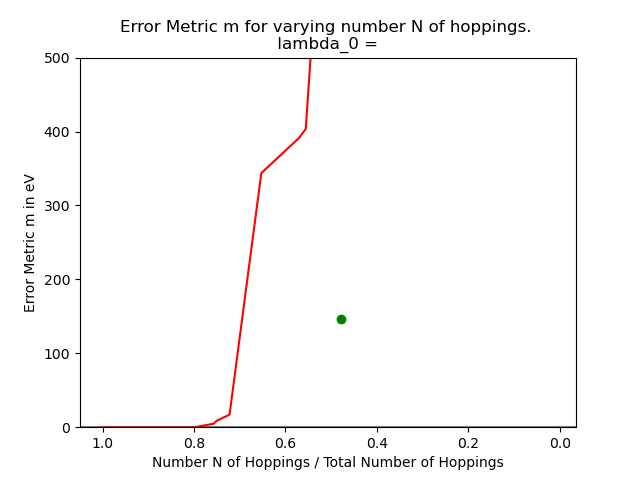 Error Metric m for varying number N of hoppings.
lambda_0 =
500
400
300
200
100
0
Error Metric m in eV
1.0 0.8 0.6 0.4 0.2 0.0
Number N of Hoppings / Total Number of Hoppings